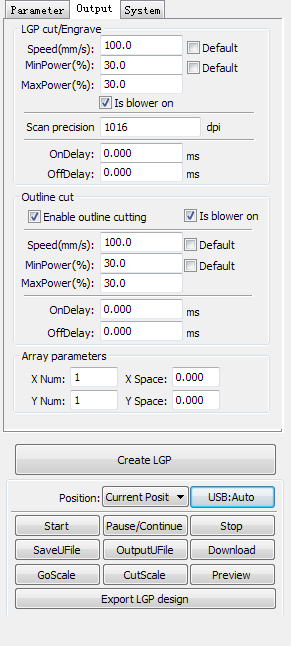 Parameter Output System
LGP cut/Engrave
Speed(mm/s): 100.0 Default
MinPower(%): 30.0 Default
MaxPower(%): 30.0
Is blower on
Scan precision 1016 dpi
OnDelay: 0.000 ms
OffDelay: 0.000 ms
Outline cut
Enable outline cutting Is blower on
Speed(mm/s): 100.0 Default
MinPower(%): 30.0 Default
MaxPower(%): 30.0
OnDelay: 0.000 ms
OffDelay: 0.000 ms
Array parameters
X Num: 1 X Space: 0.000
Y Num: 1 Y Space: 0.000
Create LGP
Position: Current Posit USB:Auto
Start Pause/Continue Stop
SaveUFile OutputUFile Download
GoScale CutScale Preview
Export LGP design